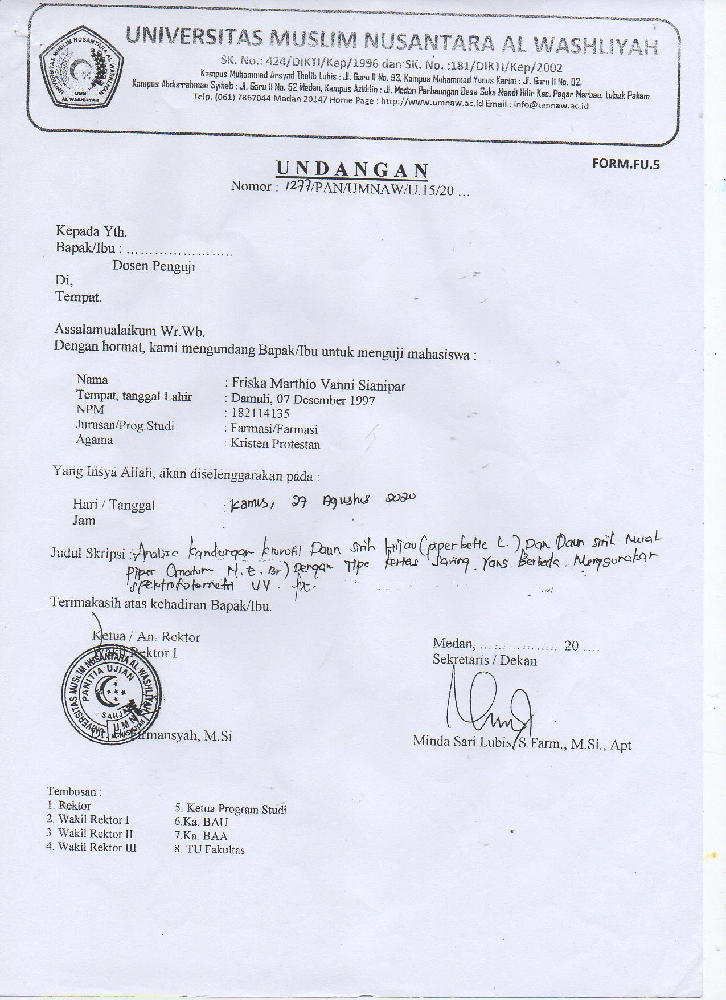 UNIVERSITAS MUSLIM NUSANTARA AL WASHLIYAH
UMN
AL WASHLIYAH
UNIVERSITAS MUSLIM NUSANTARA AL WASHLIYAH
SK. No.: 424/DIKTI/Kep/1996 dan SK. No. :181/DIKTI/Kep/2002
Kampus Muhammad Arsyad Thalib Lubis : Jl. Garu II No. 93, Kampus Muhammad Yunus Karim : Jl. Garu II No. 02,
Kampus Abdurrahman Syihab : Jl. Garu II No. 52 Medan, Kampus Aziddin : Jl. Medan Perbaungan Desa Suka Mandi Hilir Kec. Pagar Merbau, Lubuk Pakam
Telp. (061) 7867044 Medan 20147 Home Page : http://www.umnaw.ac.id Email : info@umnaw.ac.id
FORM.FU.5
U N D A N G A N
Nomor : 1277/PAN/UMNAW/U.15/20 ...
Kepada Yth.
Bapak/Ibu : ........................
Dosen Penguji
Di,
Tempat.
Assalamualaikum Wr.Wb.
Dengan hormat, kami mengundang Bapak/Ibu untuk menguji mahasiswa :
Nama : Friska Marthio Vanni Sianipar
Tempat, tanggal Lahir : Damuli, 07 Desember 1997
NPM : 182114135
Jurusan/Prog.Studi : Farmasi/Farmasi
Agama : Kristen Protestan
Yang Insya Allah, akan diselenggarakan pada :
Hari / Tanggal : Kamis, 27 Agustus 2020
Jam :
Judul Skripsi : Analisa Kandungan Klorofil Daun Sirih Hijau (piper bettle L.) Dan Daun Sirih Merah
Piper Ornatum N.E. Br) Dengan Tipe Kertas Saring Yang Berbeda Menggunakan
Spektrofotometri UV.
Terimakasih atas kehadiran Bapak/Ibu.
Ketua / An. Rektor
Wakil Rektor I
Medan, .................. 20 ....
Sekretaris / Dekan
UNIVERSITAS MUSLIM NUSANTARA AL WASHLIYAH
PANITIA UJIAN
UMN
AL-WASHLIYAH
Dr. H. Firmansyah, M.Si
Minda Sari Lubis, S.Farm., M.Si., Apt
Tembusan :
1. Rektor
2. Wakil Rektor I
3. Wakil Rektor II
4. Wakil Rektor III
5. Ketua Program Studi
6.Ka. BAU
7.Ka. BAA
8. TU Fakultas